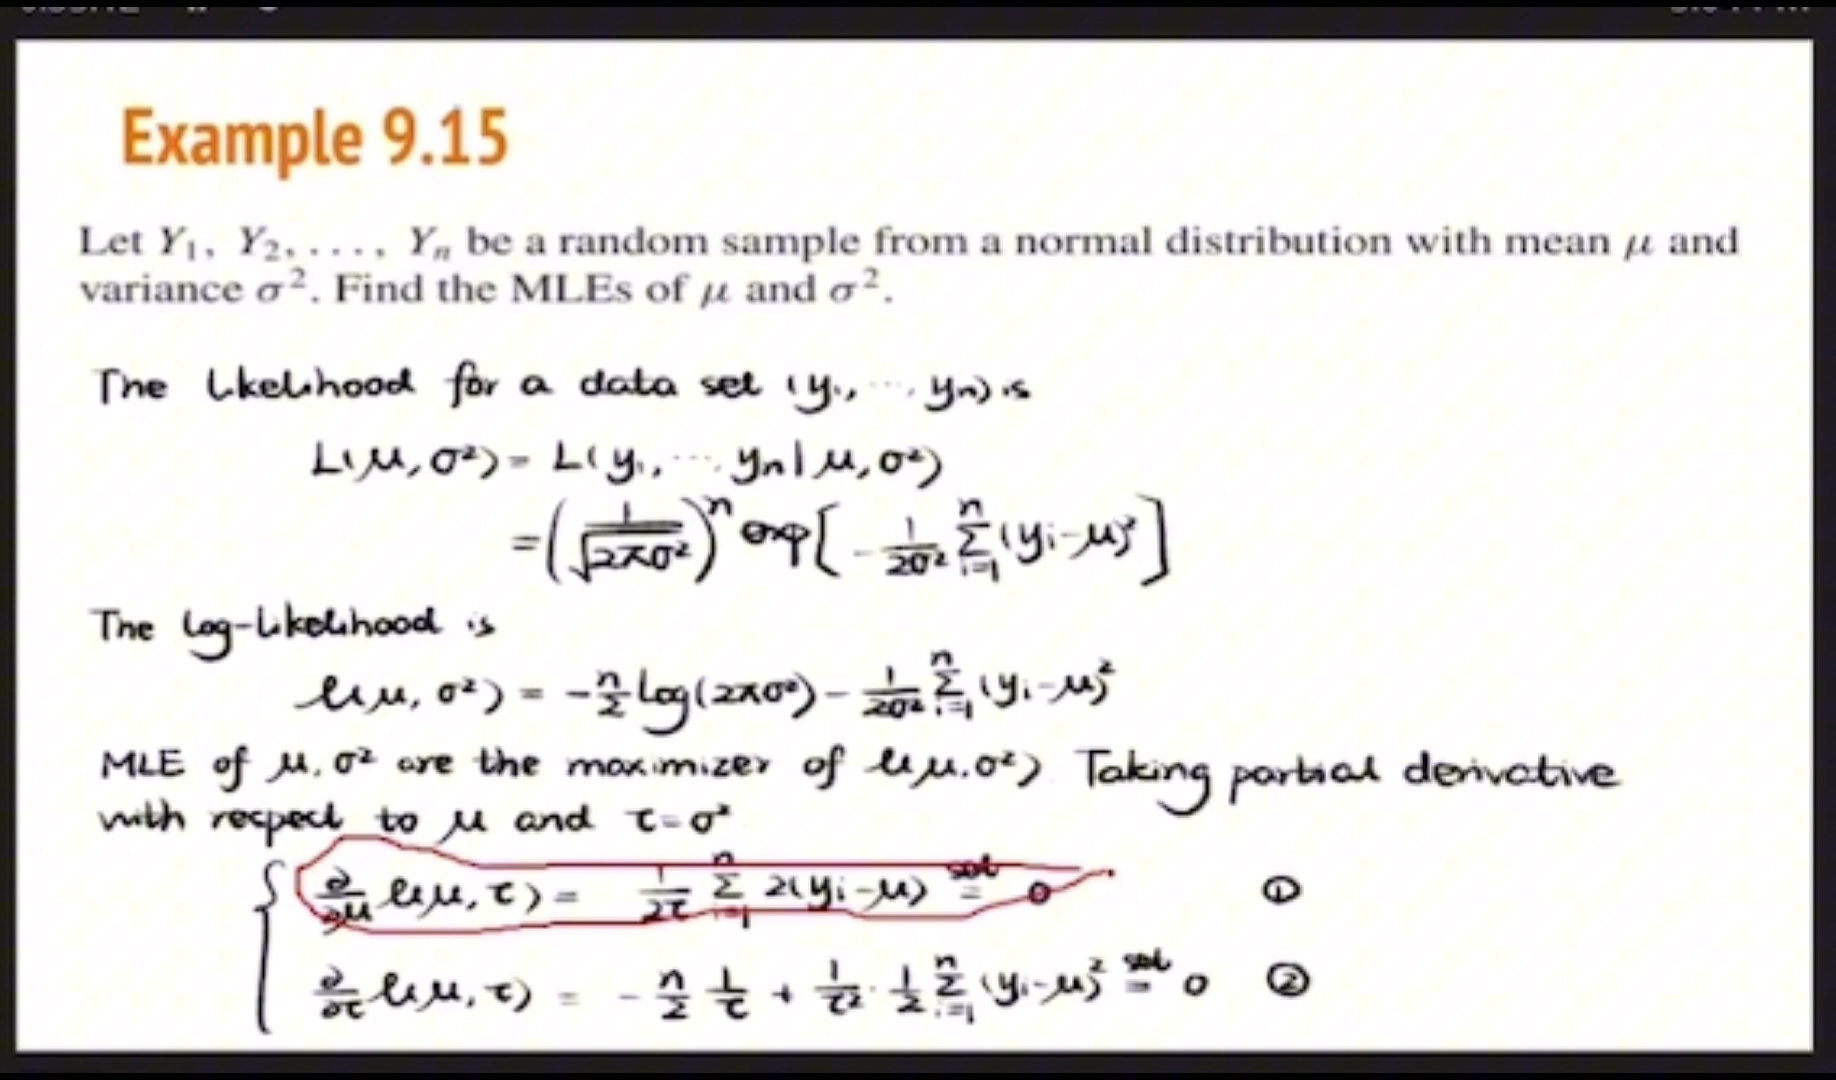 Example 9.15
Let Y₁, Y₂, . . . , Yₙ be a random sample from a normal distribution with mean μ and
variance σ². Find the MLEs of μ and σ².
The likelihood for a data set (y₁, ... yₙ) is
L(μ, σ²) = L(y₁, ... yₙ | μ, σ²)
= (1/√(2πσ²))ⁿ exp[ - 1/(2σ²) Σᵢ₌₁ⁿ (yᵢ-μ)² ]
The log-likelihood is
l(μ, σ²) = - n/2 log(2πσ²) - 1/(2σ²) Σᵢ₌₁ⁿ (yᵢ-μ)²
MLE of μ, σ² are the maximizer of l(μ, σ²) Taking partial derivative
with respect to μ and τ = σ²
{ ∂/∂μ l(μ, τ) = 1/(2τ) Σᵢ₌₁ⁿ 2(yᵢ-μ) set= 0 ①
∂/∂τ l(μ, τ) = - n/2 1/τ + 1/τ² · 1/2 Σᵢ₌₁ⁿ (yᵢ-μ)² set= 0 ②